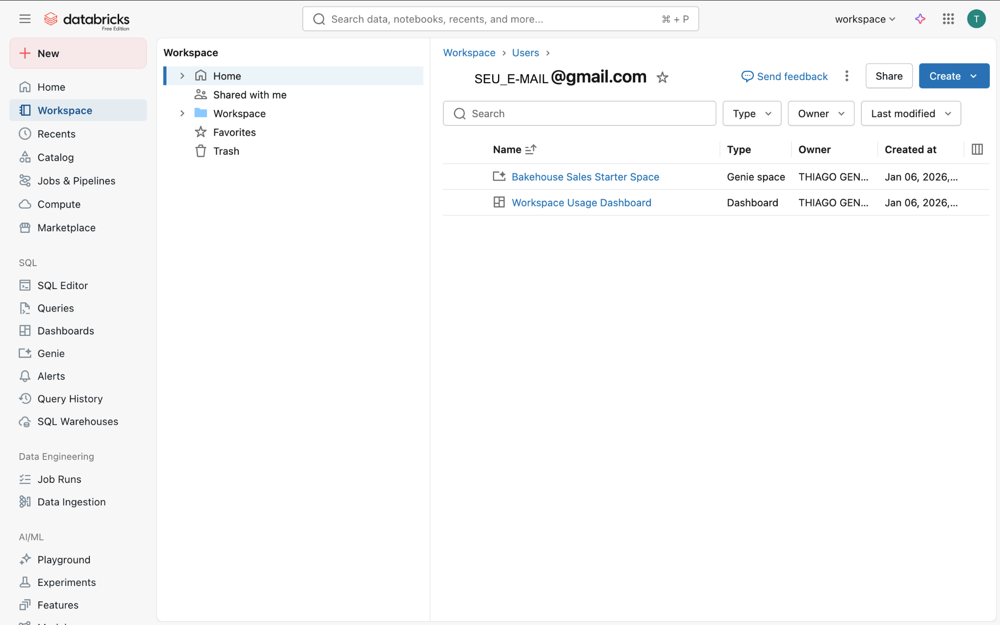 databricks
Free Edition
Search data, notebooks, recents, and more...
⌘ + P
workspace
T
New
Home
Workspace
Recents
Catalog
Jobs & Pipelines
Compute
Marketplace
SQL
SQL Editor
Queries
Dashboards
Genie
Alerts
Query History
SQL Warehouses
Data Engineering
Job Runs
Data Ingestion
AI/ML
Playground
Experiments
Features
Workspace
Home
Shared with me
Workspace
Favorites
Trash
Workspace > Users >
SEU_E-MAIL @gmail.com
Send feedback
Share
Create
Search
Type
Owner
Last modified
Name Type Owner Created at
Bakehouse Sales Starter Space Genie space THIAGO GEN... Jan 06, 2026,...
Workspace Usage Dashboard Dashboard THIAGO GEN... Jan 06, 2026,...